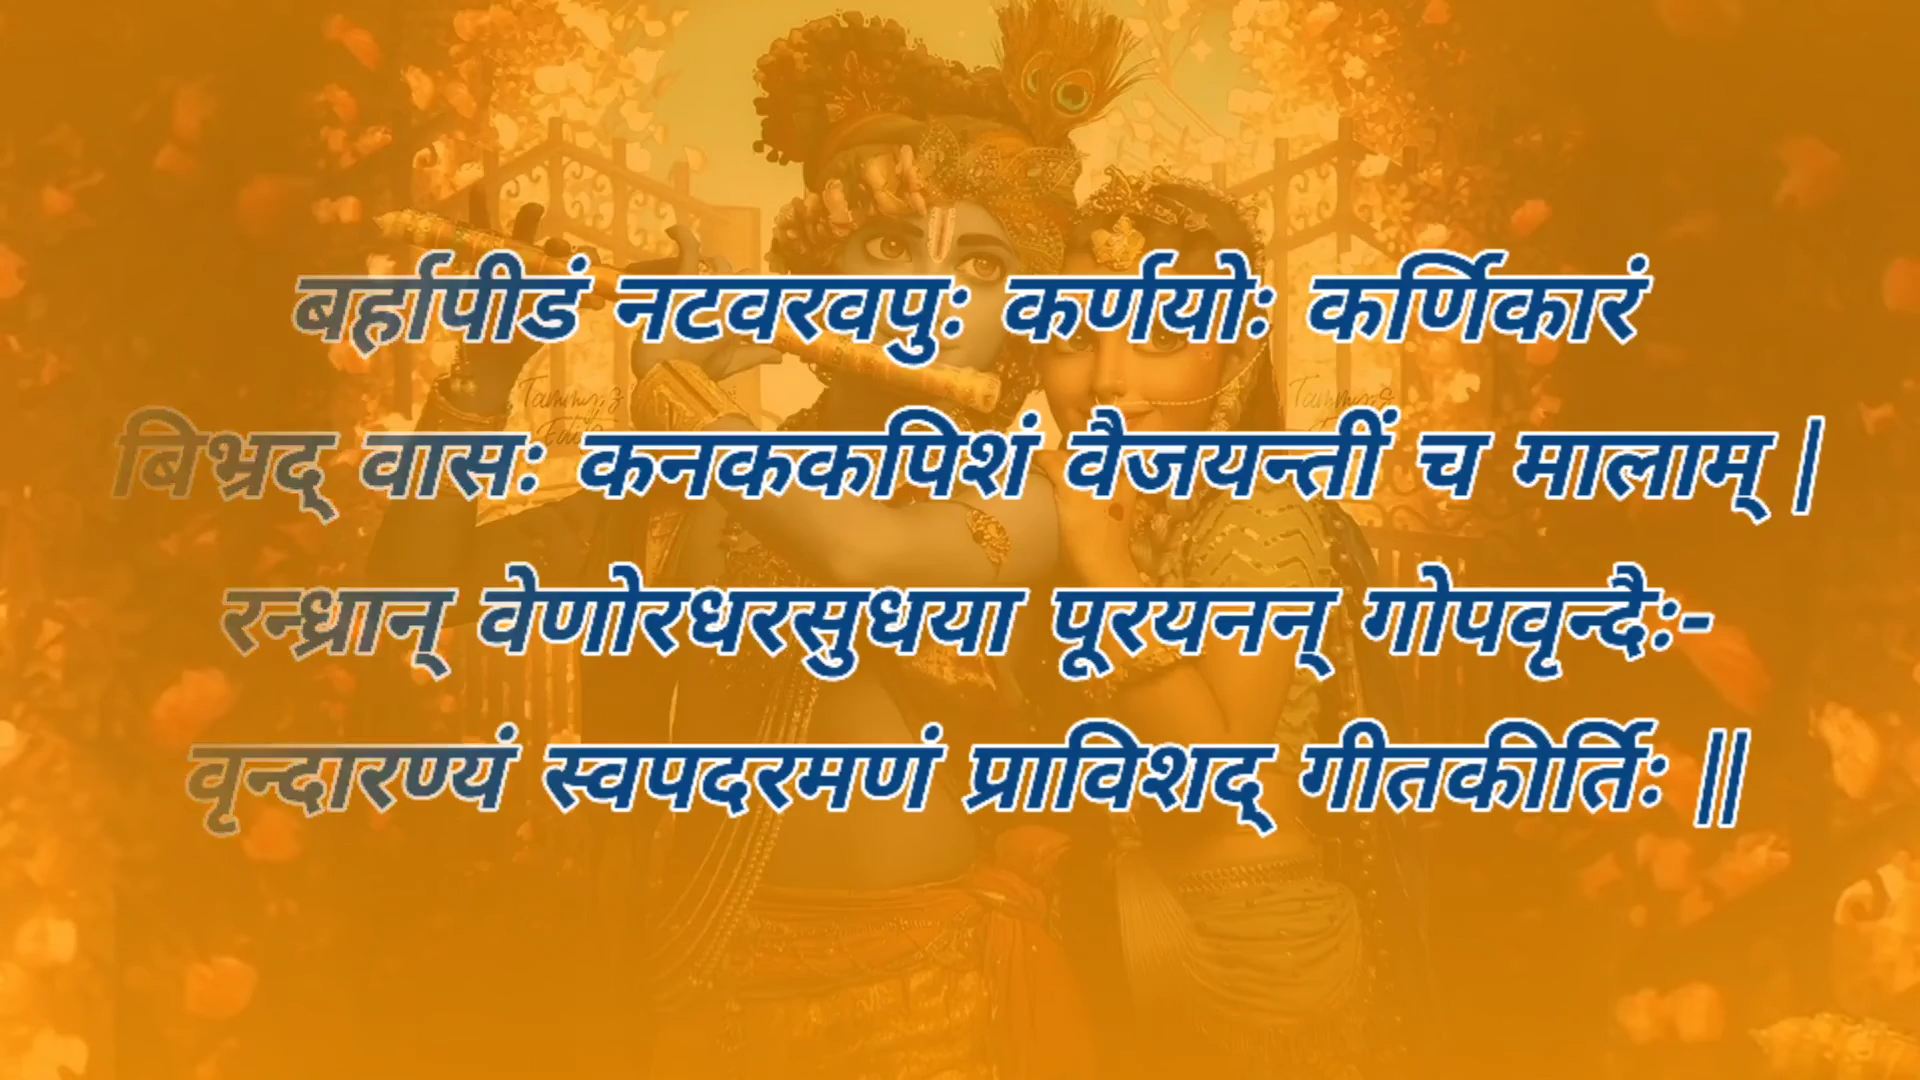 बर्हापीडं नटवरवपुः कर्णयोः कर्णिकारं
बिभ्रद् वासः कनककपिशं वैजयन्तीं च मालाम् |
रन्ध्रान् वेणोरधरसुधया पूरयनन् गोपवृन्दैः-
वृन्दारण्यं स्वपदरमणं प्राविशद् गीतकीर्तिः ||